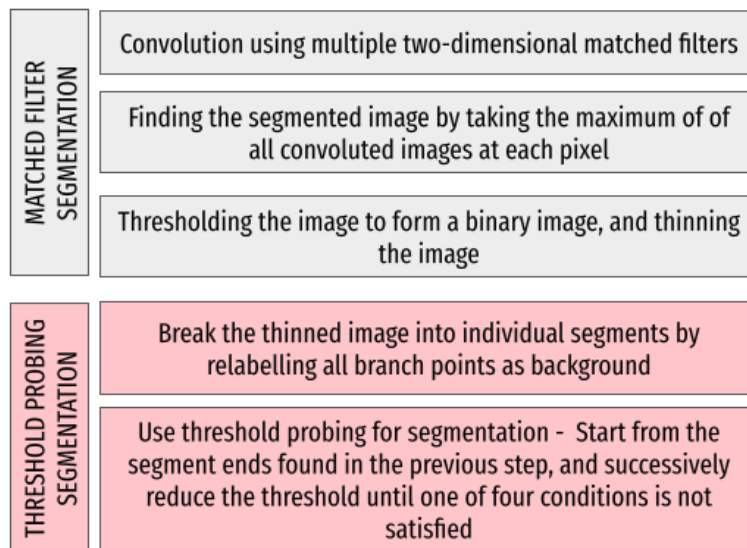 MATCHED FILTER
SEGMENTATION
Convolution using multiple two-dimensional matched filters
Finding the segmented image by taking the maximum of of
all convoluted images at each pixel
Thresholding the image to form a binary image, and thinning
the image
THRESHOLD PROBING
SEGMENTATION
Break the thinned image into individual segments by
relabelling all branch points as background
Use threshold probing for segmentation - Start from the
segment ends found in the previous step, and successively
reduce the threshold until one of four conditions is not
satisfied